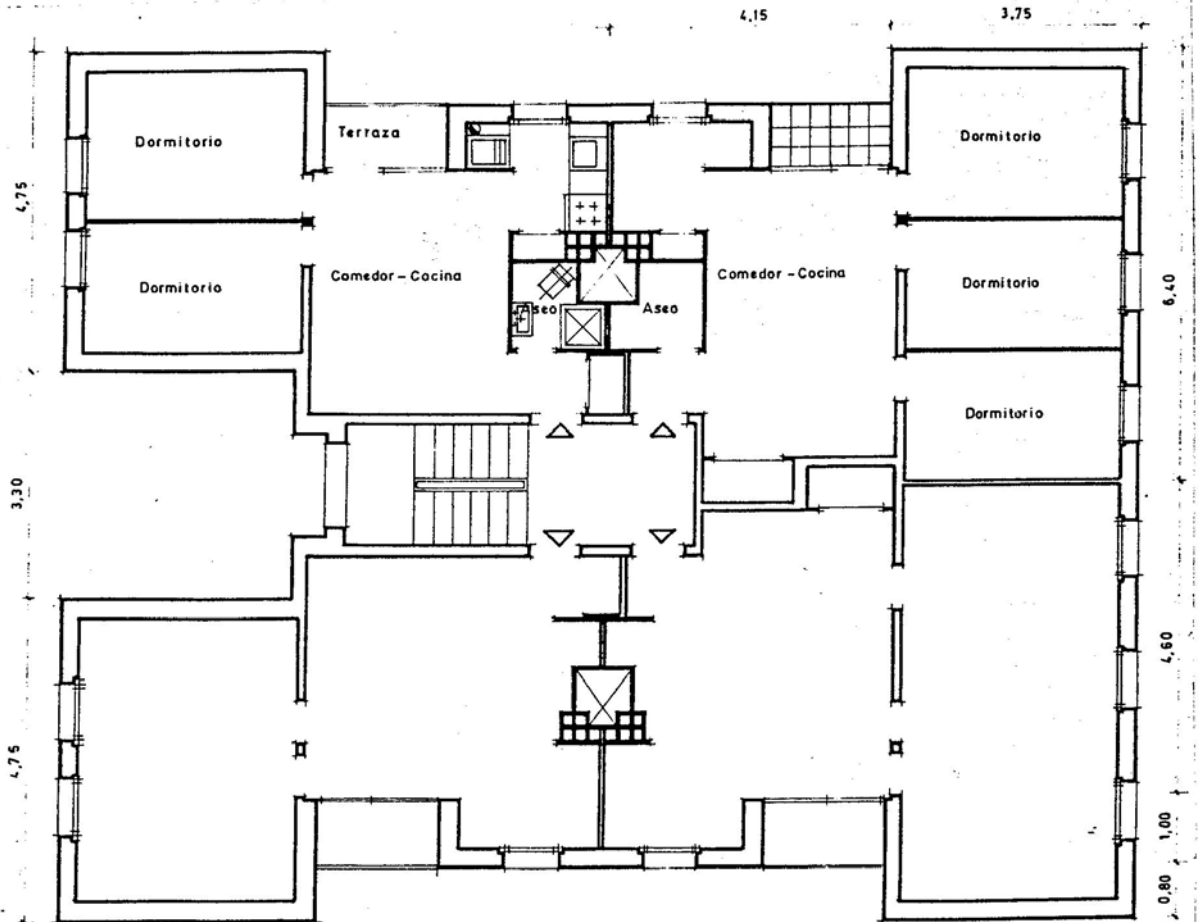 4,15
3,75
Dormitorio
Terraza
Dormitorio
4,75
Dormitorio
Comedor - Cocina
Aseo
Aseo
Comedor - Cocina
Dormitorio
6,40
Dormitorio
3,30
4,60
4,75
1,00
0,80